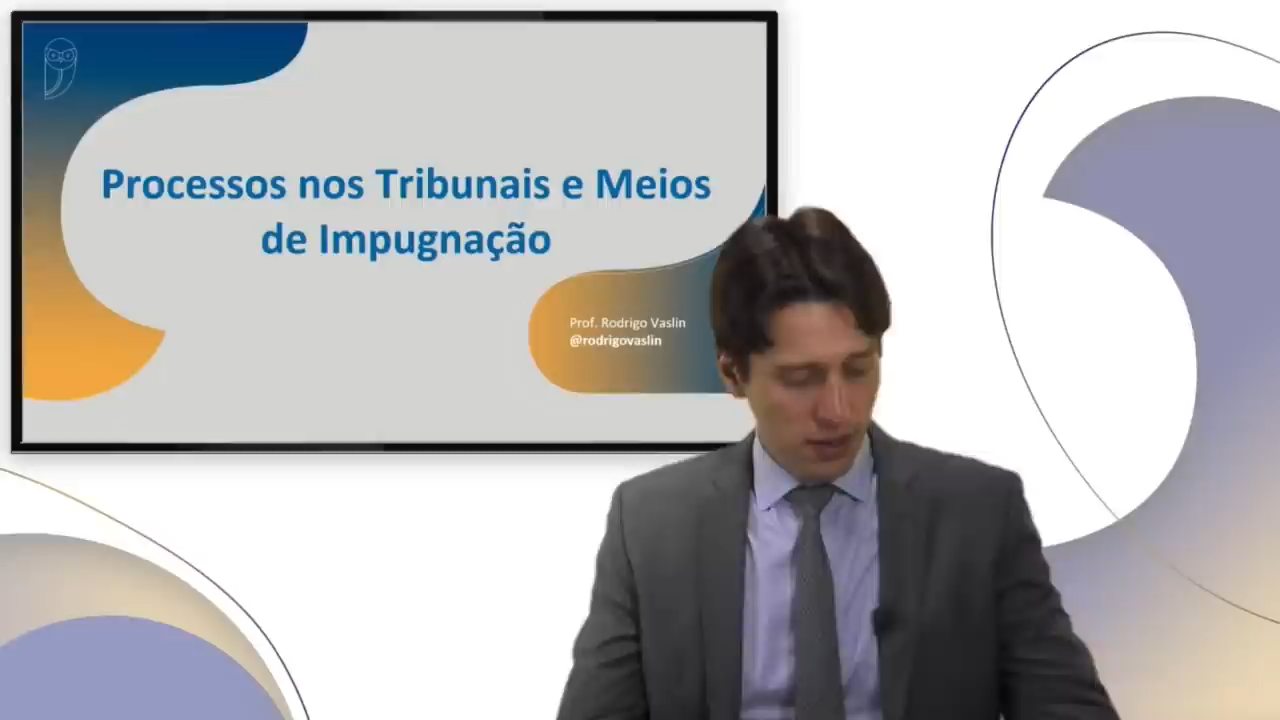 Processos nos Tribunais e Meios
de Impugnação
Prof. Rodrigo Vaslin
@rodrigovaslin